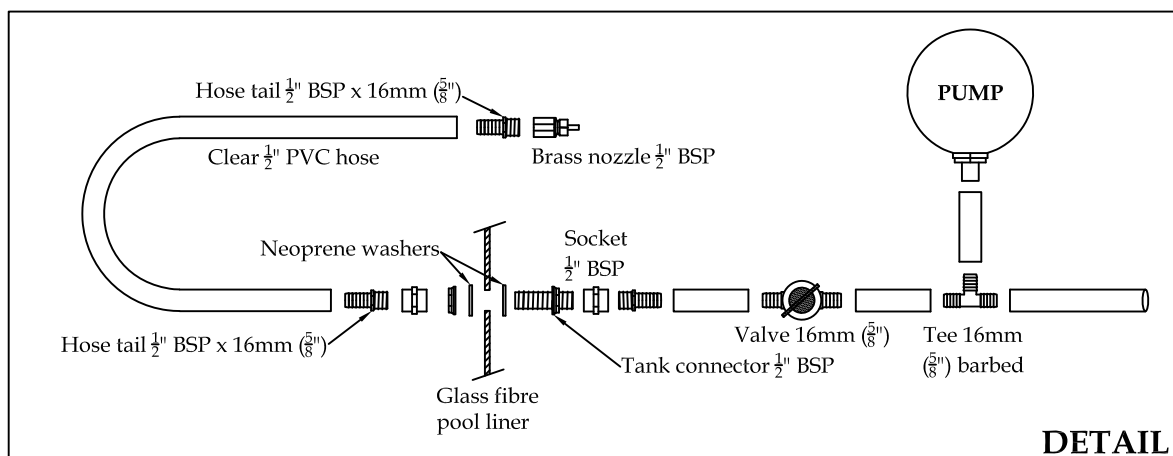 Hose tail ½" BSP x 16mm (⅝")
PUMP
Clear ½" PVC hose
Brass nozzle ½" BSP
Neoprene washers
Socket
½" BSP
Hose tail ½" BSP x 16mm (⅝")
Valve 16mm (⅝")
Tee 16mm
(⅝") barbed
Tank connector ½" BSP
Glass fibre
pool liner
DETAIL